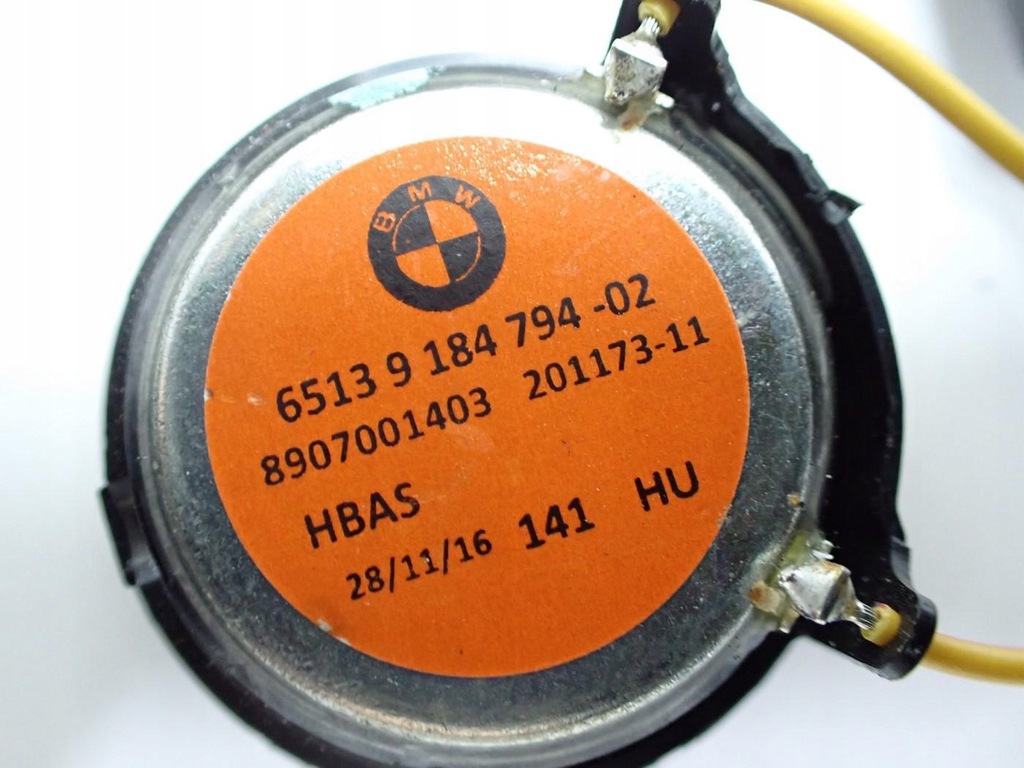 BMW
6513 9 184 794 -02
8907001403 201173-11
HBAS
28/11/16 141 HU